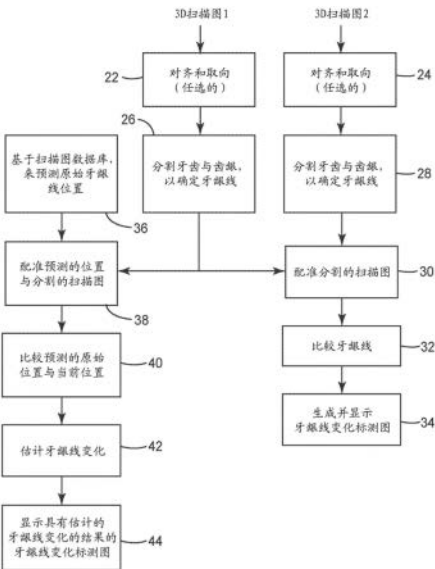 3D扫描图1
3D扫描图2
22
对齐和取向
(任选的)
对齐和取向
(任选的)
24
26
基于扫描图数据库,
来预测原始牙龈
线位置
分割牙齿与齿龈,
以确定牙龈线
分割牙齿与齿龈,
以确定牙龈线
28
36
配准预测的位置
与分割的扫描图
配准分割的扫描图
30
38
比较预测的原始
位置与当前位置
40
比较牙龈线
32
估计牙龈线变化
42
生成并显示
牙龈线变化标测图
34
显示具有估计的
牙龈线变化的结果的
牙龈线变化标测图
44